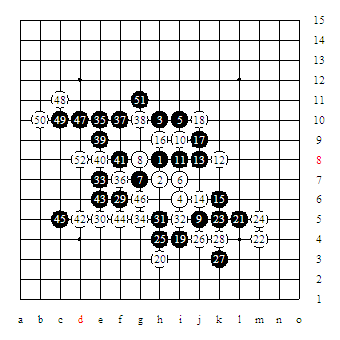 15
14
13
12
48 51 11
50 49 47 35 37 38 3 5 18 10
39 16 10 17 9
52 40 41 8 1 11 13 12 8
33 36 7 2 6 7
43 29 46 4 14 15 6
45 42 30 44 34 31 32 9 23 21 24 5
25 19 26 28 22 4
20 27 3
2
1
a b c d e f g h i j k l m n o